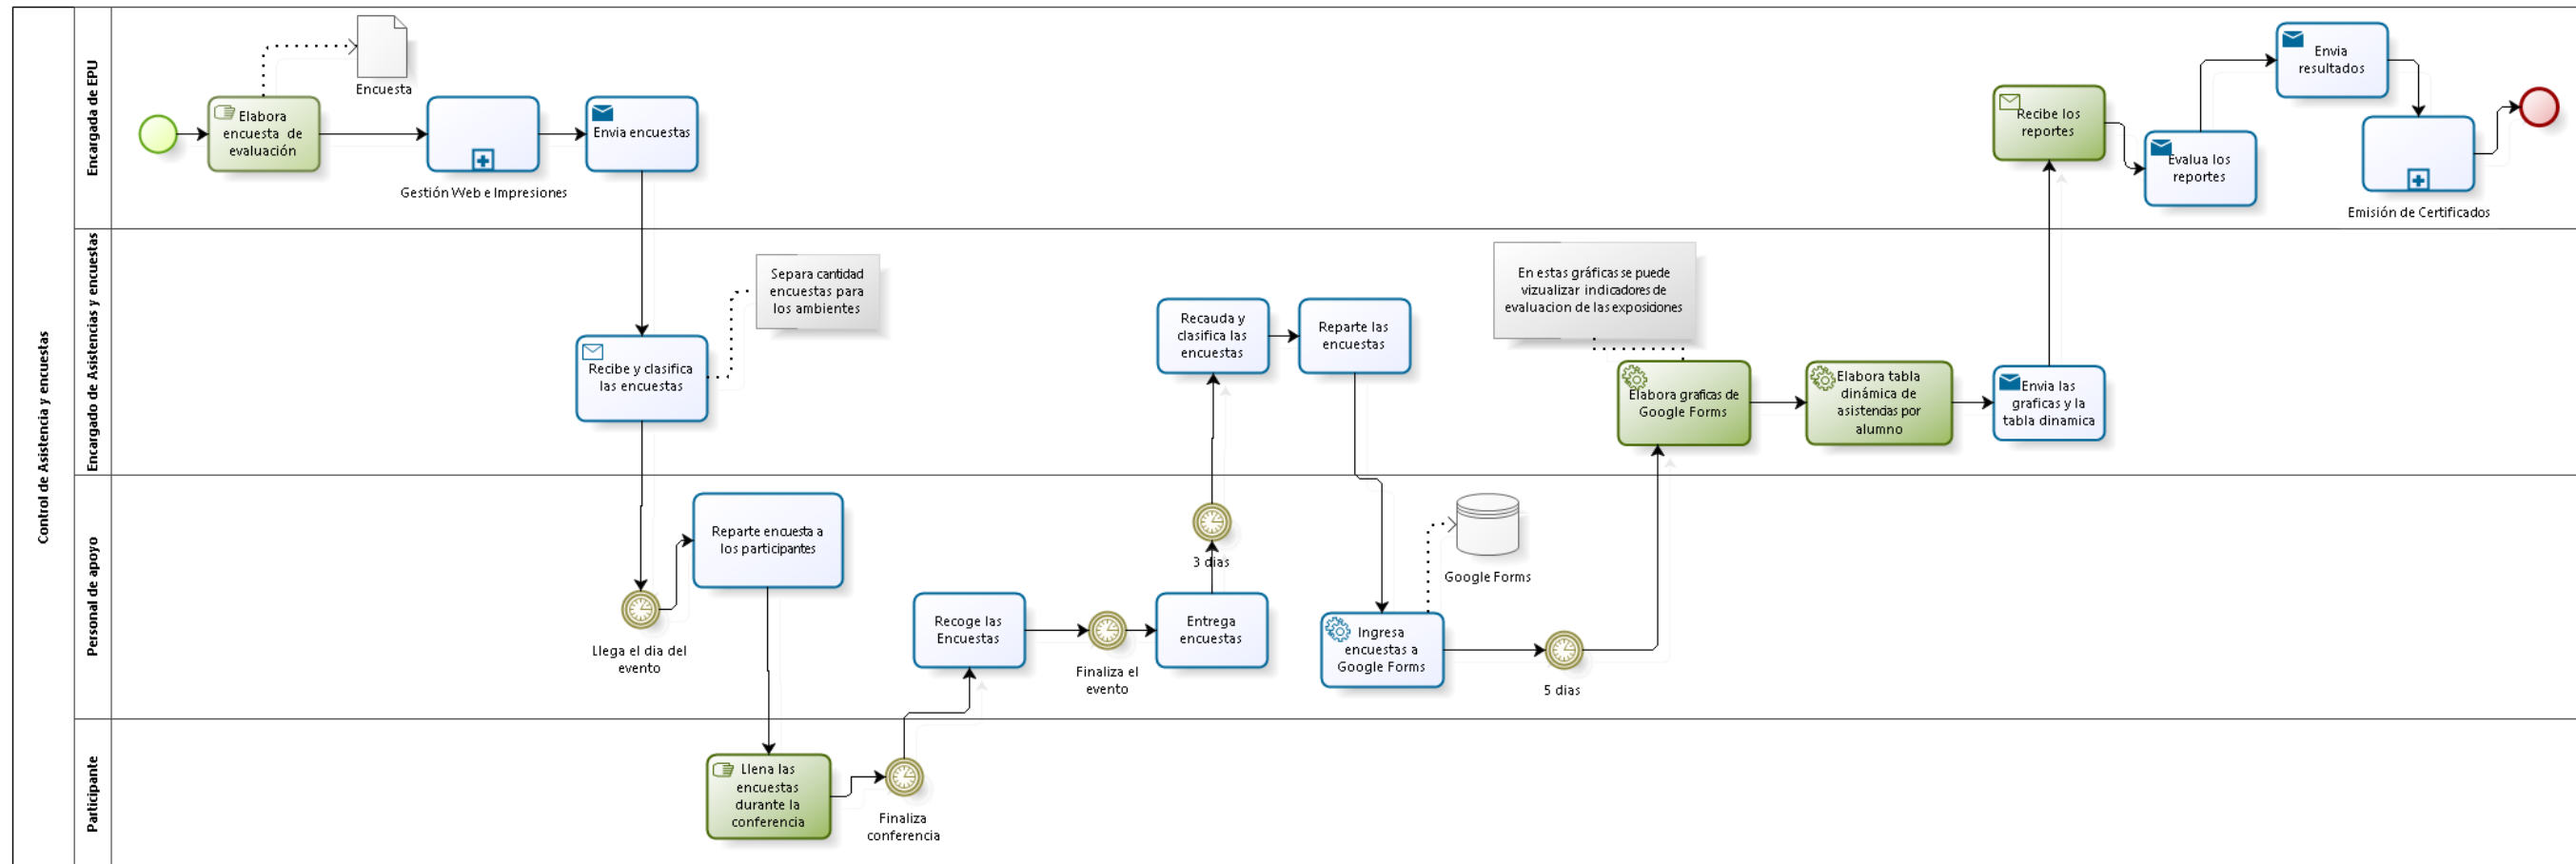 Control de Asistencia y encuestas
Encargada de EPU
Encuesta
Elabora
encuesta de
evaluación
Gestión Web e Impresiones
Envia encuestas
Recibe los
reportes
Evalua los
reportes
Envia
resultados
Emisión de Certificados
Encargado de Asistencias y encuestas
Recibe y clasifica
las encuestas
Separa cantidad
encuestas para
los ambientes
Recauda y
clasifica las
encuestas
Reparte las
encuestas
En estas gráficas se puede
vizualizar indicadores de
evaluacion de las exposiciones
Elabora graficas de
Google Forms
Elabora tabla
dinámica de
asistencias por
alumno
Envia las
graficas y la
tabla dinamica
Personal de apoyo
Llega el dia del
evento
Reparte encuesta a
los participantes
Recoge las
Encuestas
Finaliza el
evento
Entrega
encuestas
3 dias
Ingresa
encuestas a
Google Forms
Google Forms
5 dias
Participante
Llena las
encuestas
durante la
conferencia
Finaliza
conferencia